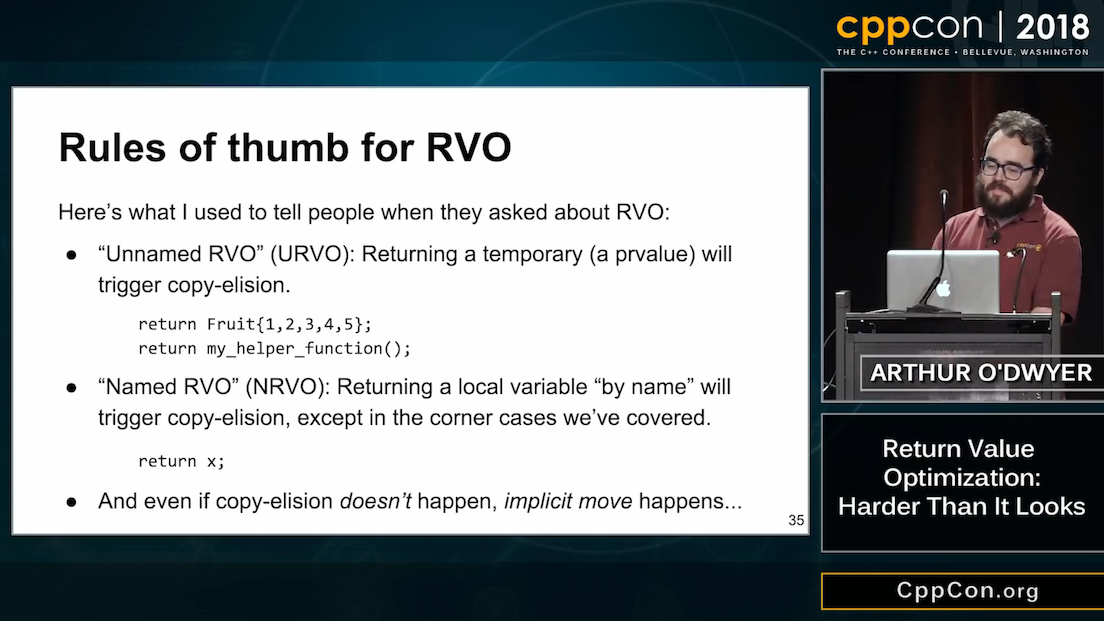 cppcon | 2018
THE C++ CONFERENCE • BELLEVUE, WASHINGTON
Rules of thumb for RVO
Here’s what I used to tell people when they asked about RVO:
● “Unnamed RVO” (URVO): Returning a temporary (a prvalue) will
trigger copy-elision.
return Fruit{1,2,3,4,5};
return my_helper_function();
● “Named RVO” (NRVO): Returning a local variable “by name” will
trigger copy-elision, except in the corner cases we’ve covered.
return x;
● And even if copy-elision doesn’t happen, implicit move happens...
35
cppcon
ARTHUR O'DWYER
Return Value
Optimization:
Harder Than It Looks
CppCon.org